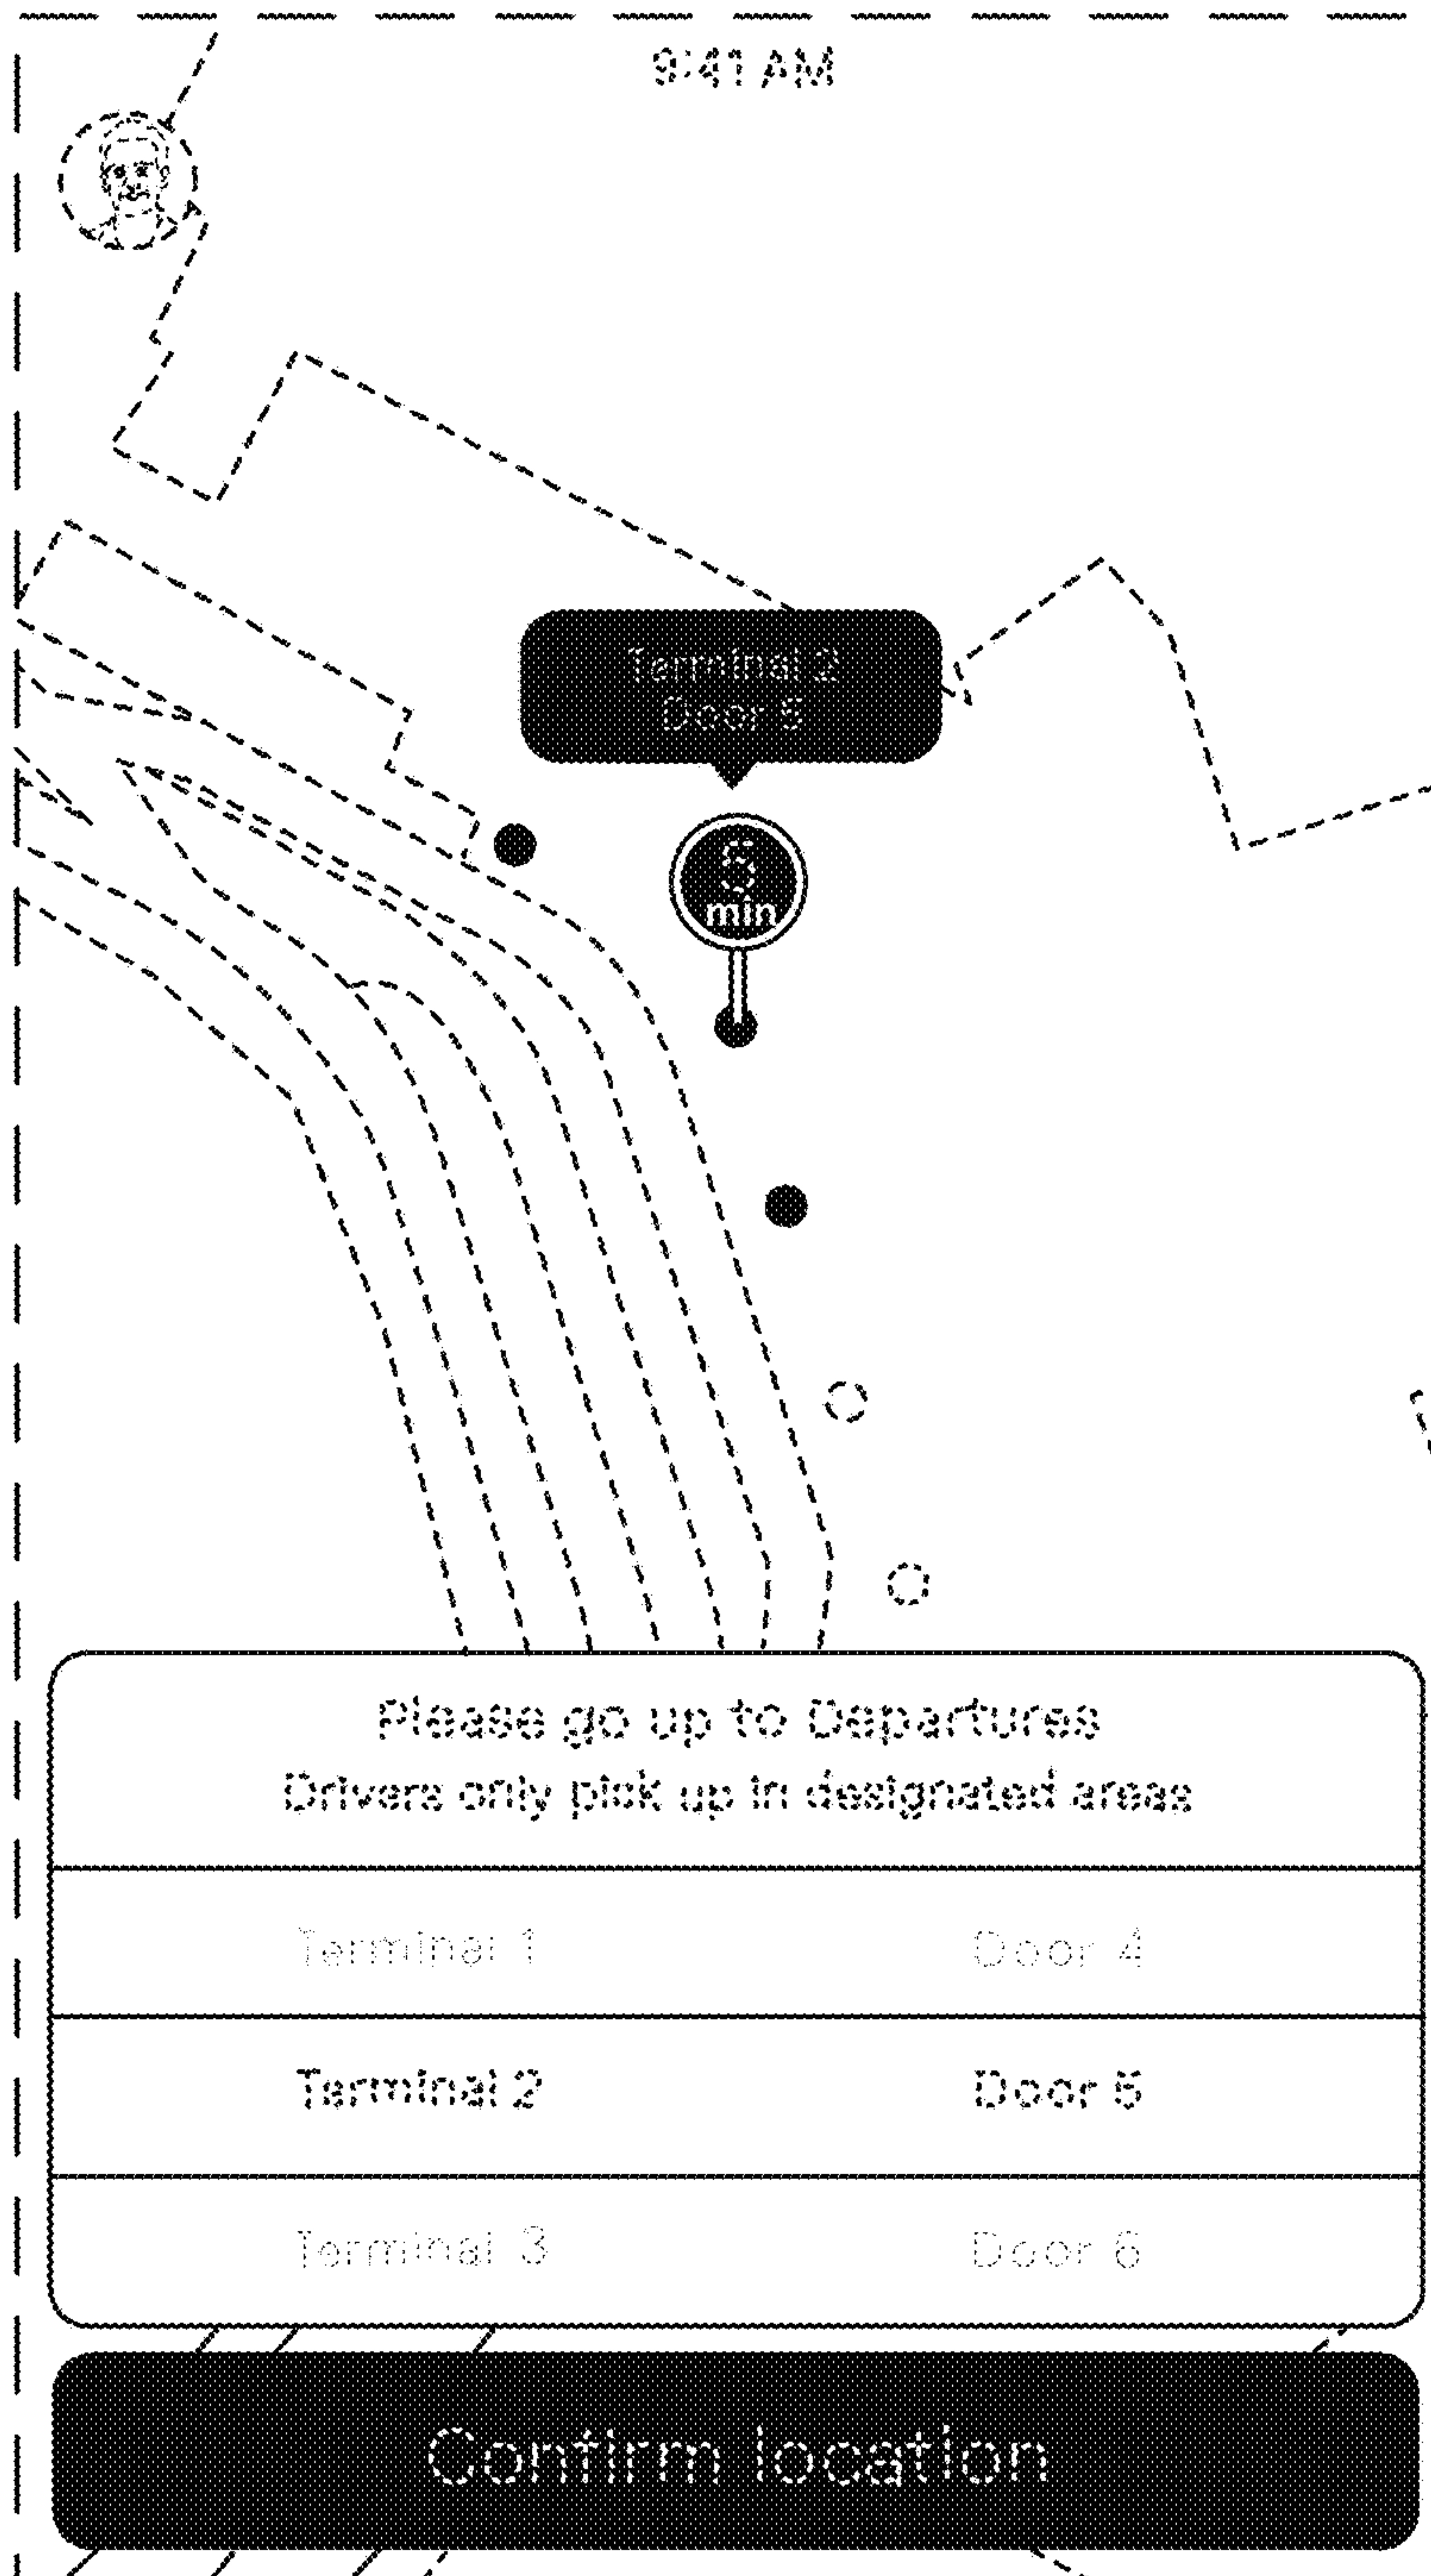 9:41 AM
Terminal 2
Door 5
5
min
Please go up to Departures
Drivers only pick up in designated areas
Terminal 1 Door 4
Terminal 2 Door 5
Terminal 3 Door 6
Confirm location